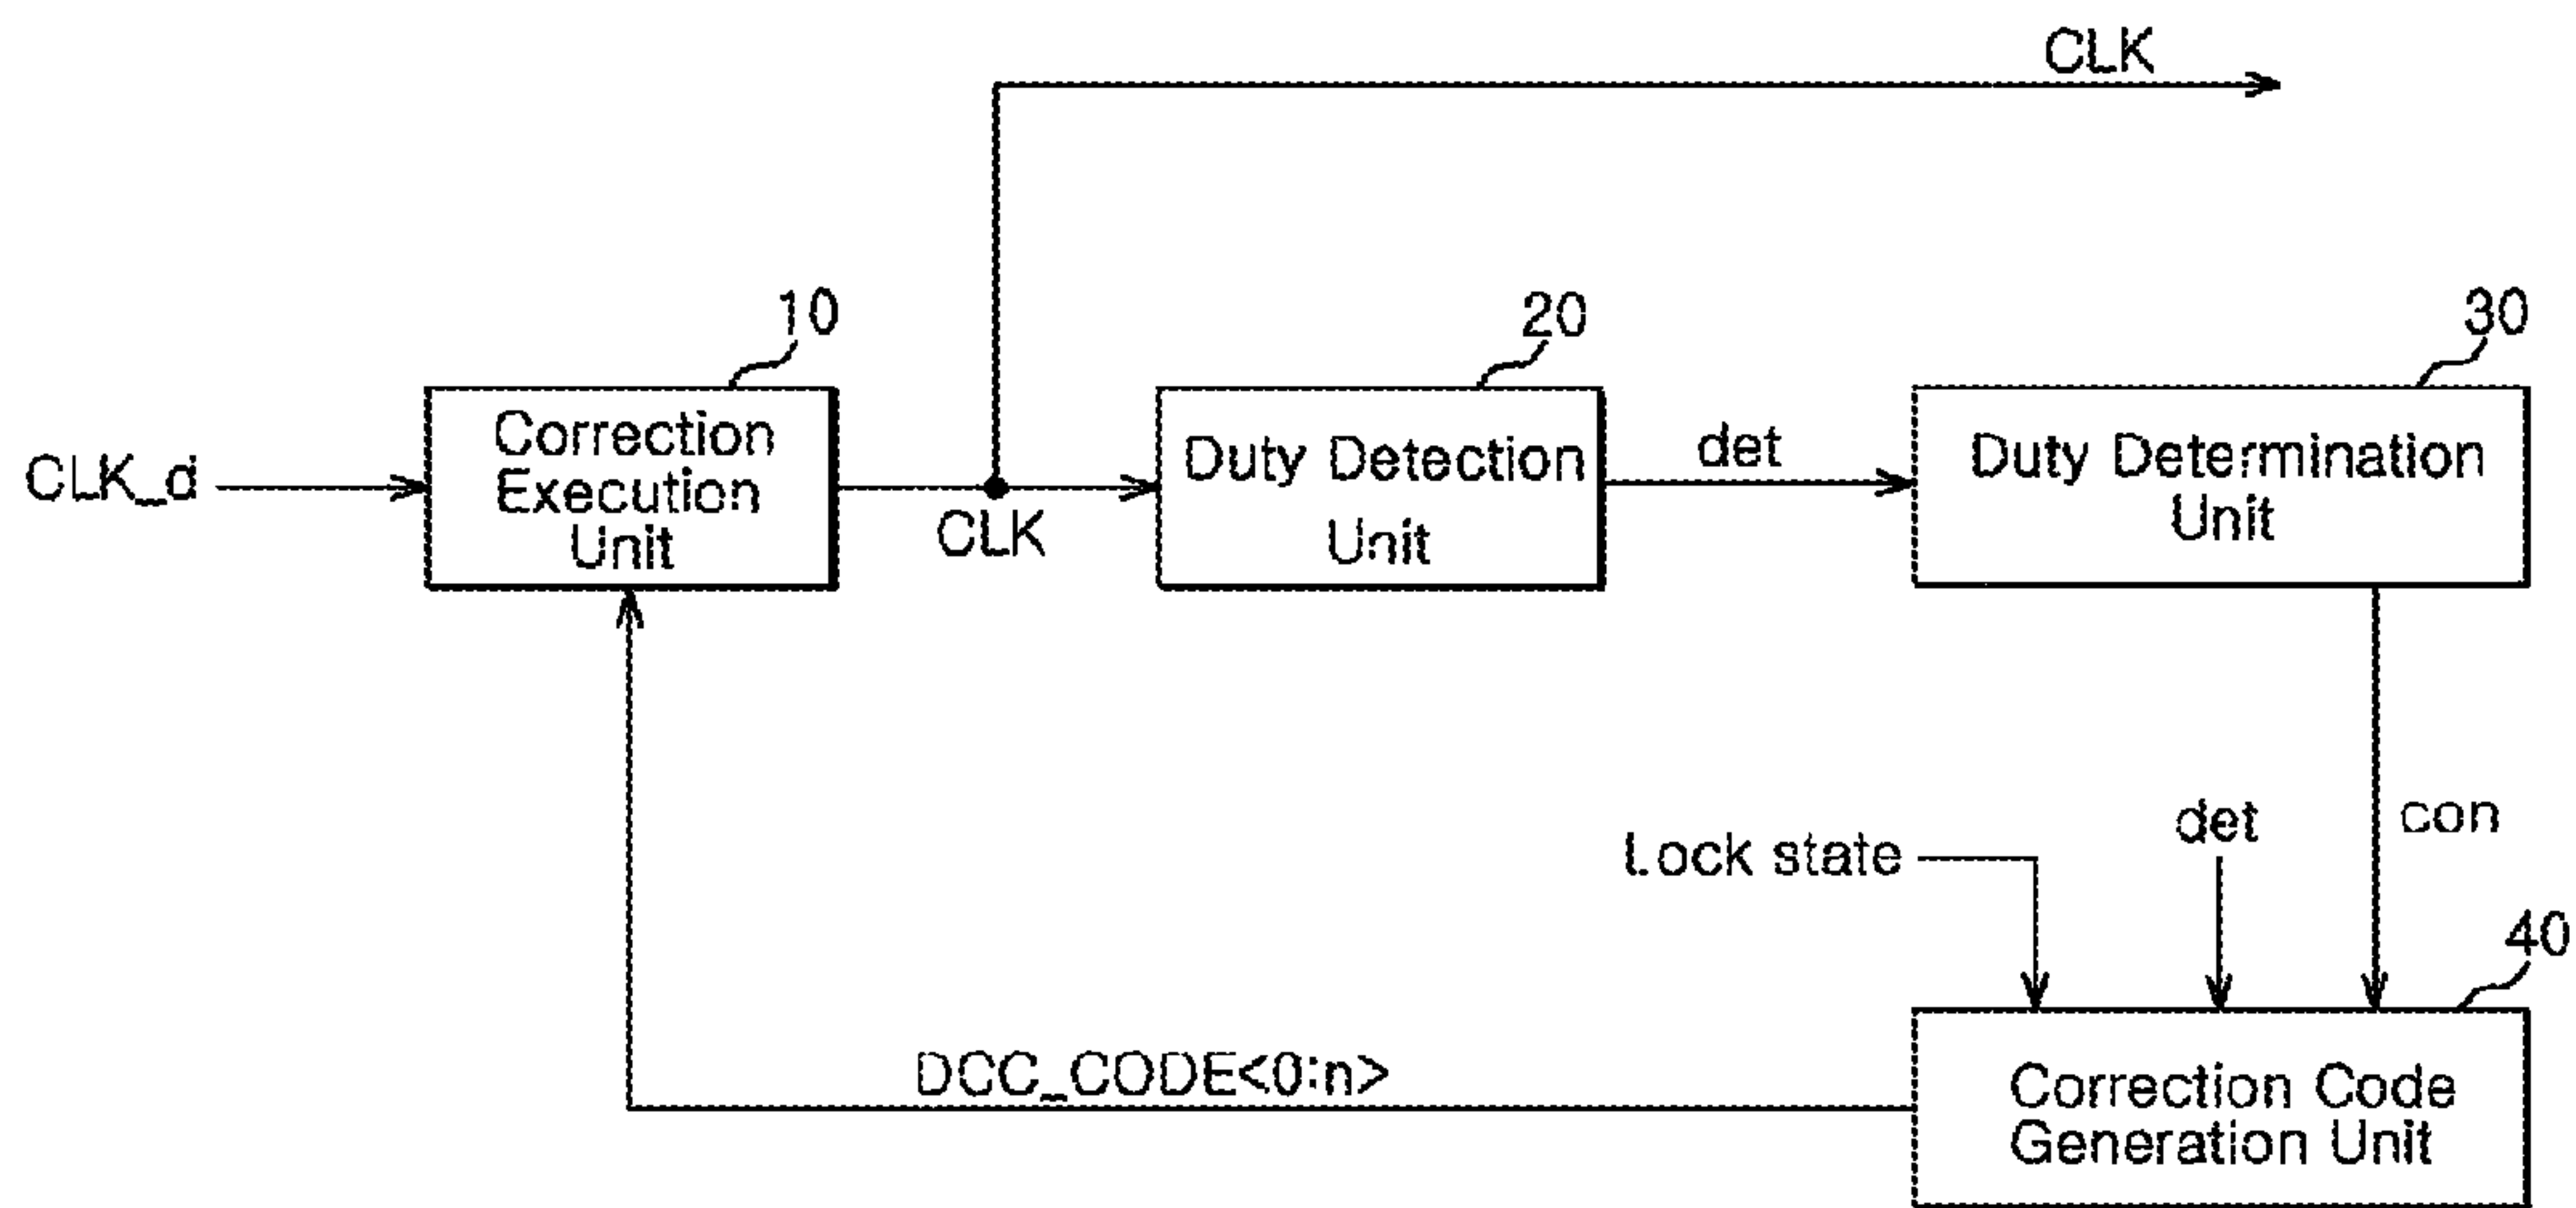 CLK
10
20
30
CLK_d
Correction
Execution
Unit
CLK
Duty Detection
Unit
det
Duty Determination
Unit
Lock state
det
con
40
DCC_CODE<0:n>
Correction Code
Generation Unit